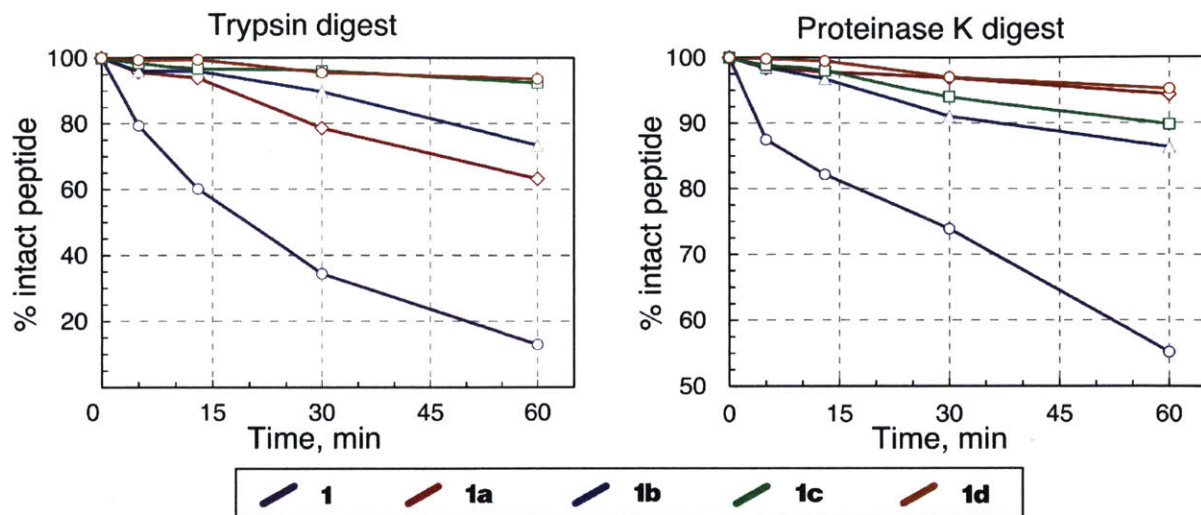 Trypsin digest
100
80
60
40
20
0 15 30 45 60
% intact peptide
Time, min
Proteinase K digest
100
90
80
70
60
50
0 15 30 45 60
% intact peptide
Time, min
1 1a 1b 1c 1d